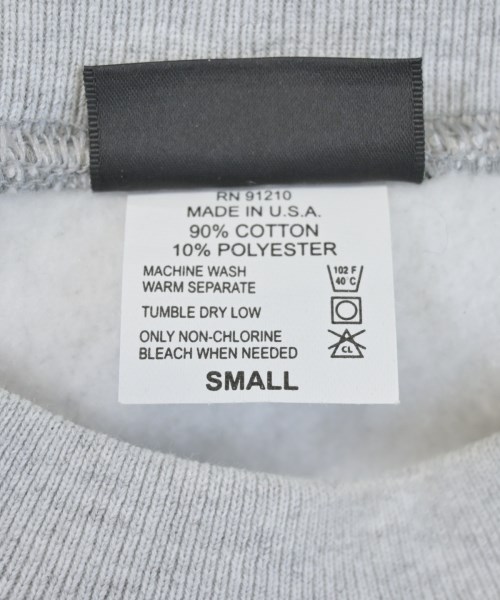 RN 91210
MADE IN U.S.A.
90% COTTON
10% POLYESTER
MACHINE WASH
WARM SEPARATE
102 F
40°C
TUMBLE DRY LOW
ONLY NON-CHLORINE
BLEACH WHEN NEEDED
CL
SMALL